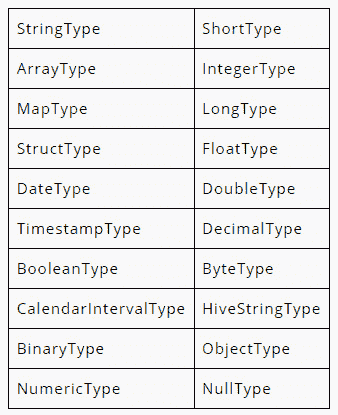 StringType ShortType
ArrayType IntegerType
MapType LongType
StructType FloatType
DateType DoubleType
TimestampType DecimalType
BooleanType ByteType
CalendarIntervalType HiveStringType
BinaryType ObjectType
NumericType NullType